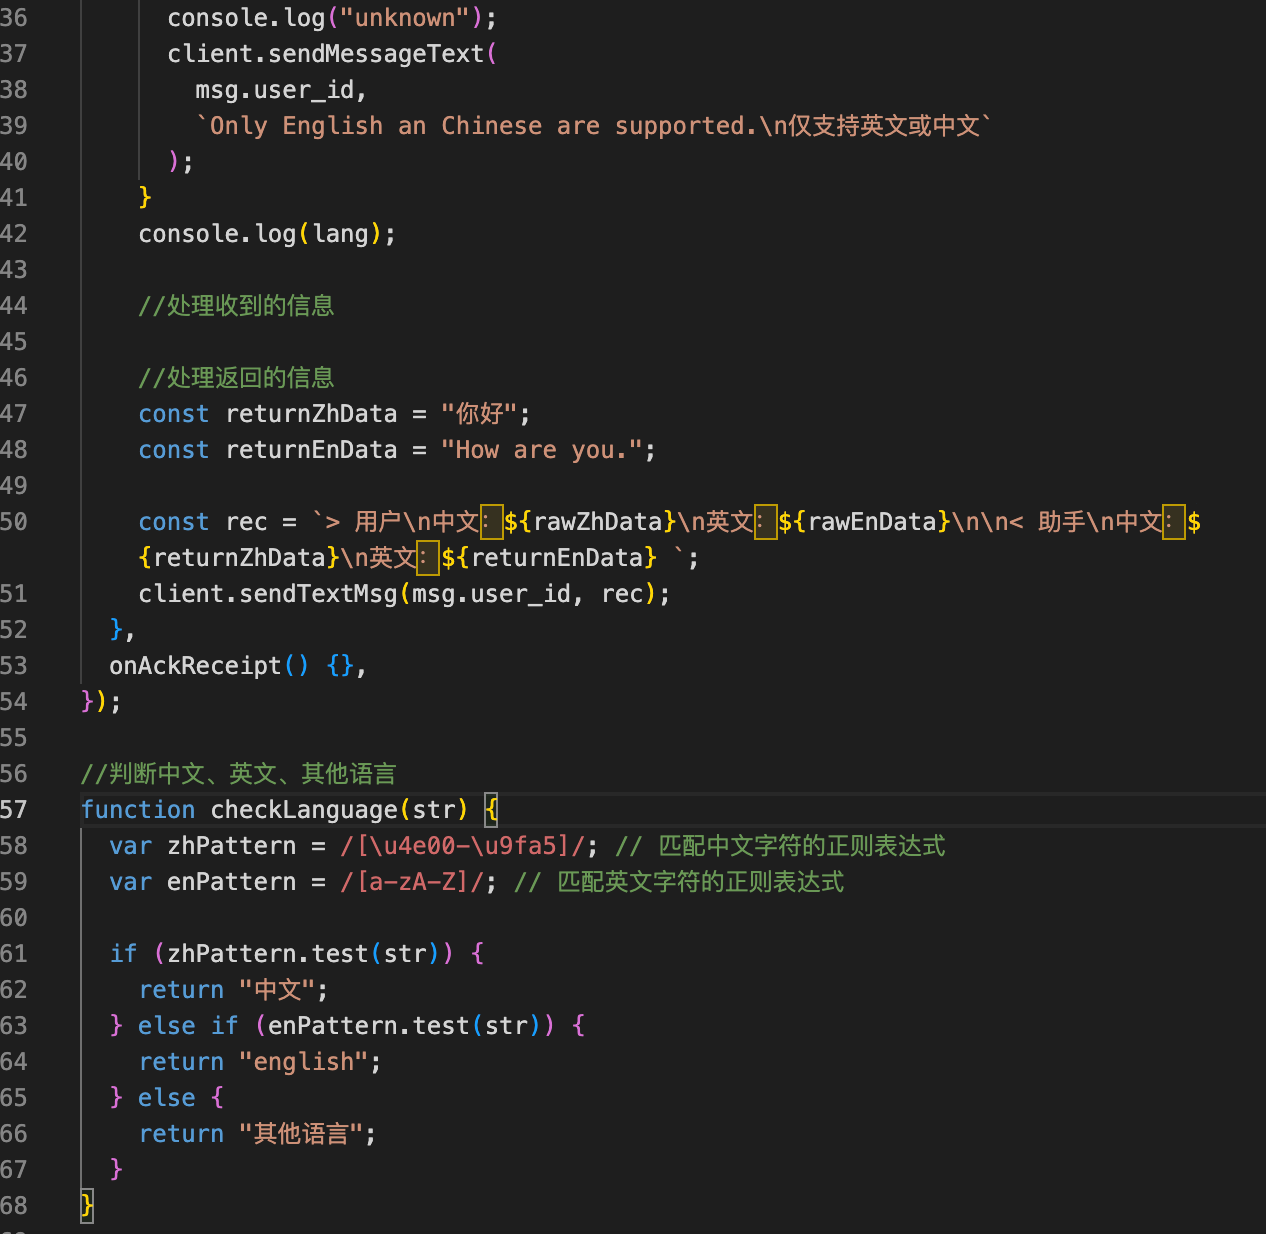 36 console.log("unknown");
37 client.sendMessageText(
38 msg.user_id,
39 `Only English an Chinese are supported.\n仅支持英文或中文`
40 );
41 }
42 console.log(lang);
43
44 //处理收到的信息
45
46 //处理返回的信息
47 const returnZhData = "你好";
48 const returnEnData = "How are you.";
49
50 const rec = `> 用户\n中文：${rawZhData}\n英文：${rawEnData}\n\n< 助手\n中文：$
{returnZhData}\n英文：${returnEnData} `;
51 client.sendTextMsg(msg.user_id, rec);
52 },
53 onAckReceipt() {},
54 });
55
56 //判断中文、英文、其他语言
57 function checkLanguage(str) {
58 var zhPattern = /[\u4e00-\u9fa5]/; // 匹配中文字符的正则表达式
59 var enPattern = /[a-zA-Z]/; // 匹配英文字符的正则表达式
60
61 if (zhPattern.test(str)) {
62 return "中文";
63 } else if (enPattern.test(str)) {
64 return "english";
65 } else {
66 return "其他语言";
67 }
68 }